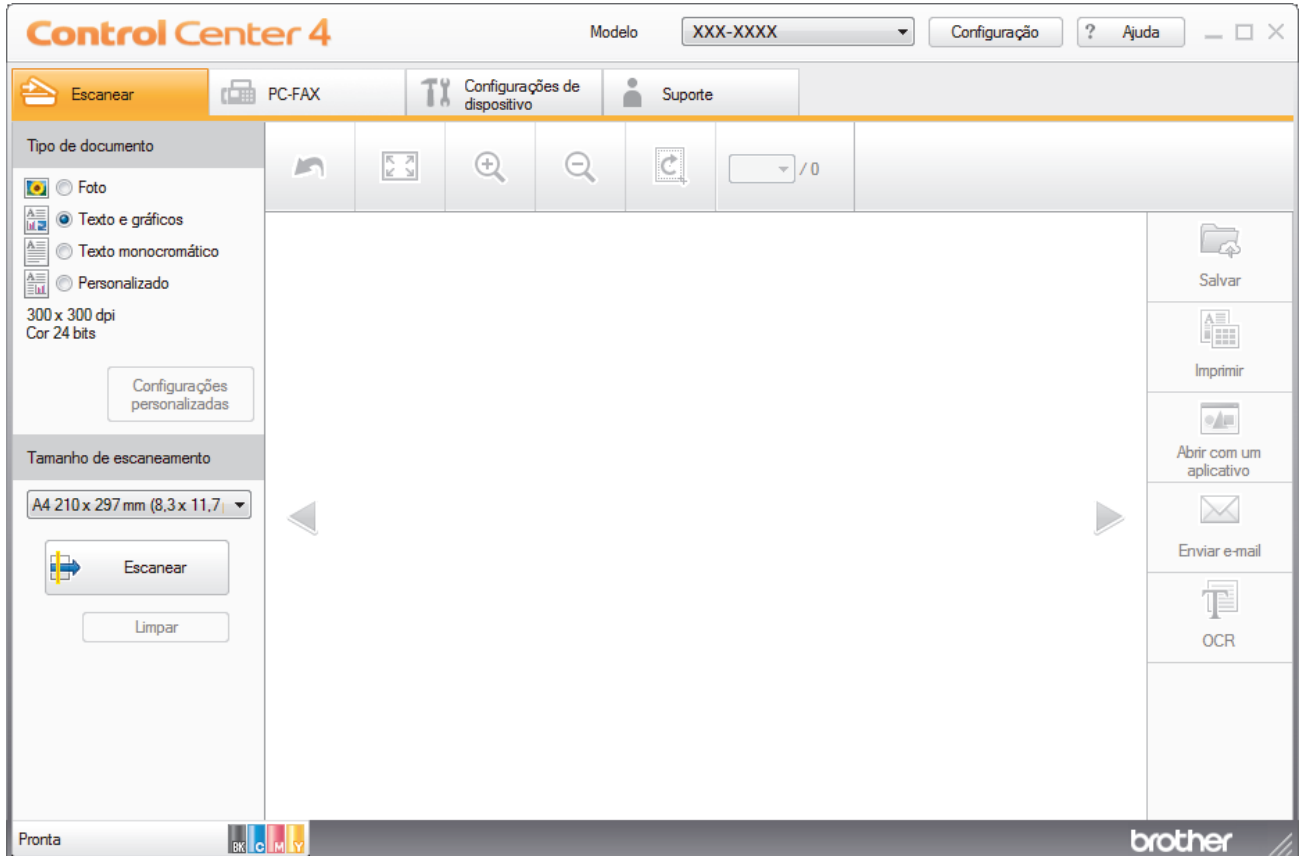 Control Center 4
Modelo
XXX-XXXX
Configuração
? Ajuda
Escanear
PC-FAX
Configurações de
dispositivo
Suporte
Tipo de documento
Foto
Texto e gráficos
Texto monocromático
Personalizado
300 x 300 dpi
Cor 24 bits
Configurações
personalizadas
Tamanho de escaneamento
A4 210 x 297 mm (8,3 x 11,7
Escanear
Limpar
/ 0
Salvar
Imprimir
Abrir com um
aplicativo
Enviar e-mail
OCR
Pronta
BK C M Y
brother